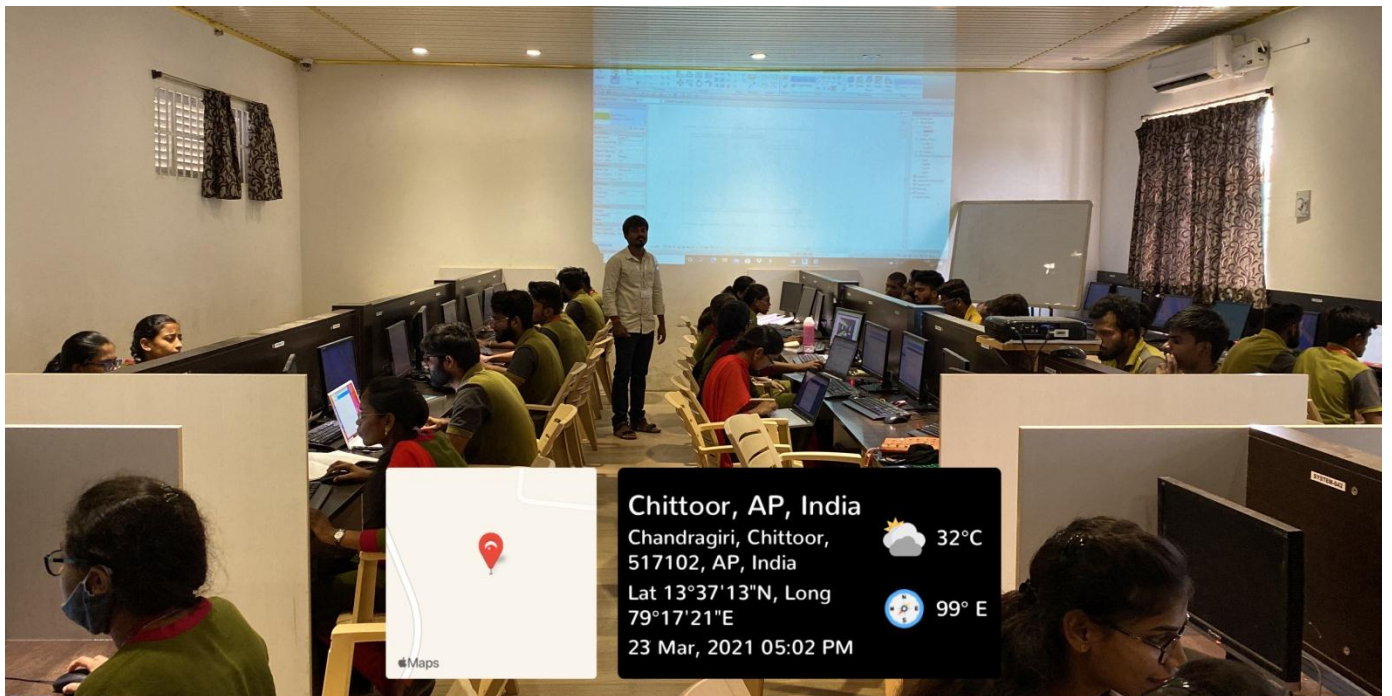 SYSTEM-642
Chittoor, AP, India
Chandragiri, Chittoor,
517102, AP, India
Lat 13°37'13"N, Long
79°17'21"E
23 Mar, 2021 05:02 PM
32°C
99° E
Maps